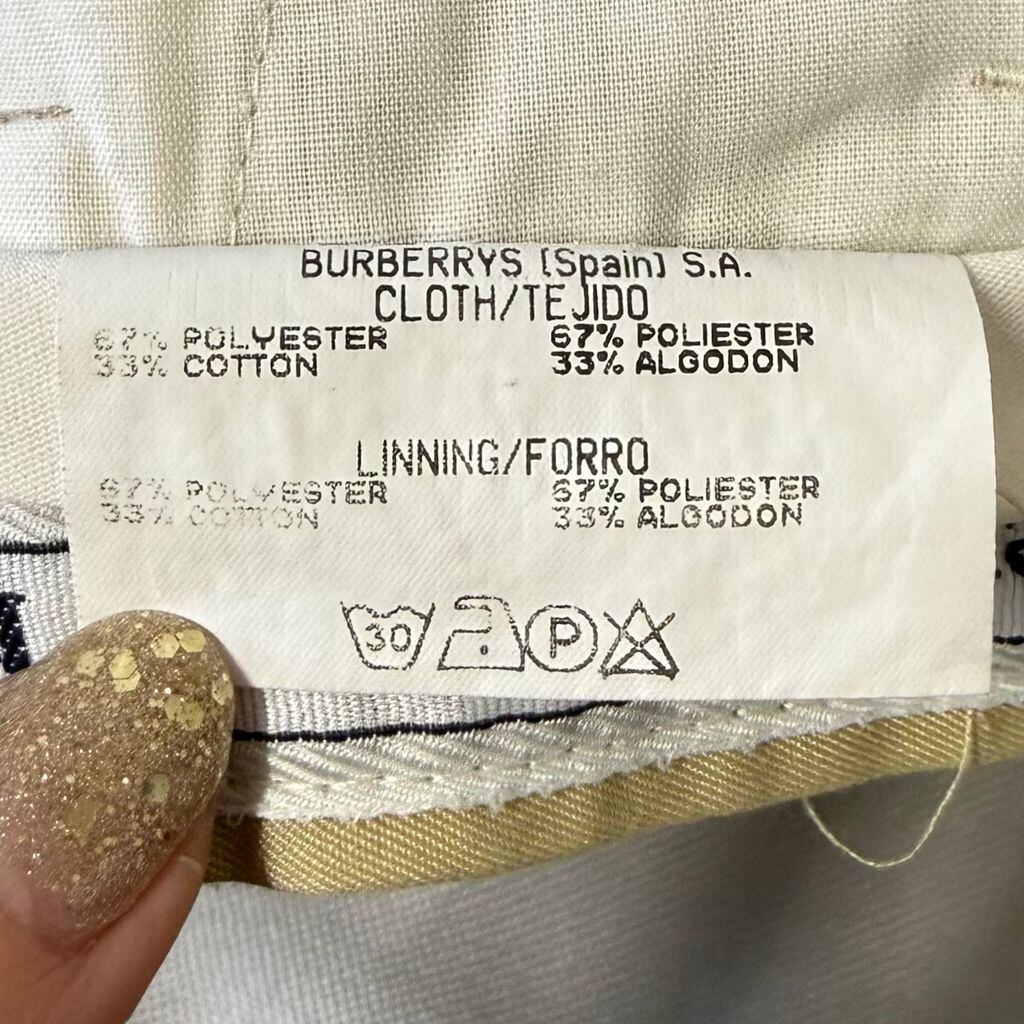 BURBERRYS (Spain) S.A.
CLOTH/TEJIDO
67% POLYESTER 67% POLIESTER
33% COTTON 33% ALGODON
LINNING/FORRO
67% POLYESTER 67% POLIESTER
33% COTTON 33% ALGODON
30 P